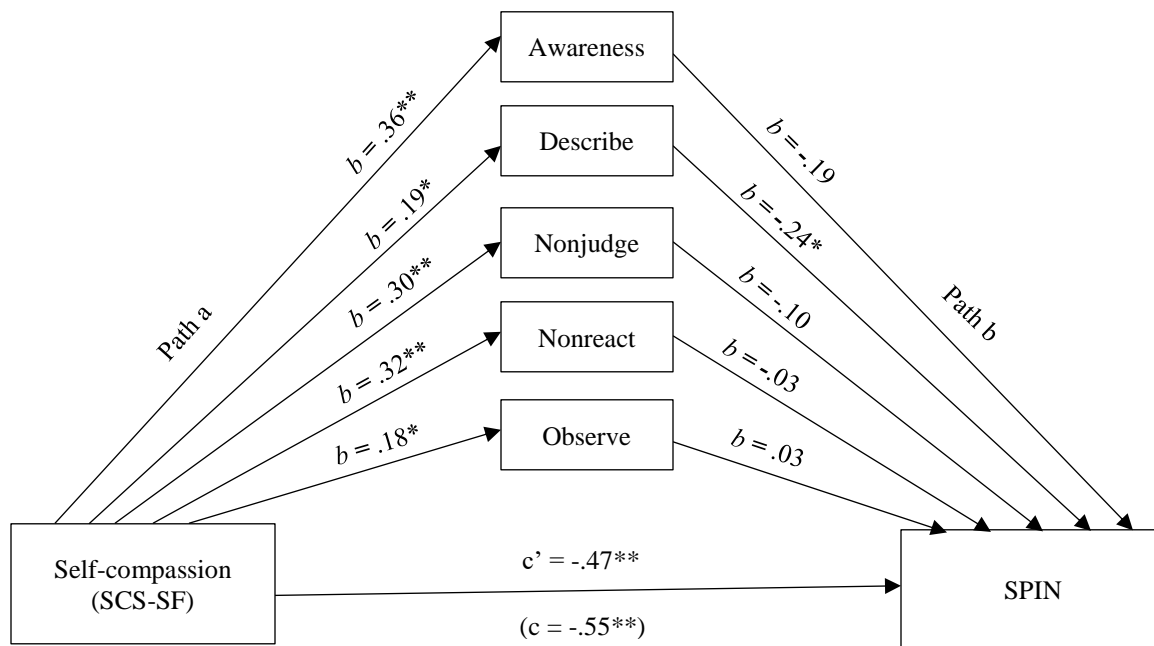 Awareness
b = .36**
b = -.19
Describe
b = .19*
b = -.24*
Nonjudge
b = .30**
b = -.10
Path a
Path b
Nonreact
b = .32**
b = -.03
Observe
b = .18*
b = .03
Self-compassion
(SCS-SF)
c’ = -.47**
(c = -.55**)
SPIN